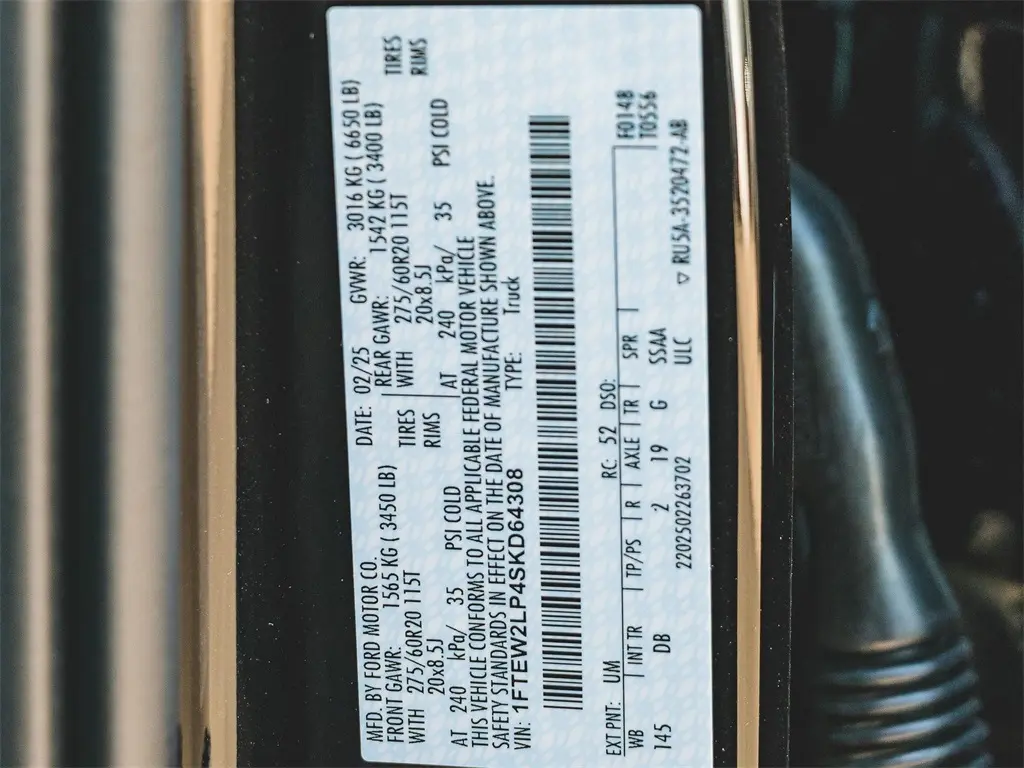 MFD. BY FORD MOTOR CO. DATE: 02/25 GVWR: 3016 KG ( 6650 LB)
FRONT GAWR: 1565 KG ( 3450 LB) REAR GAWR: 1542 KG ( 3400 LB)
WITH 275/60R20 115T TIRES WITH 275/60R20 115T TIRES
20x8.5J RIMS 20x8.5J RIMS
AT 240 kPa/ 35 PSI COLD AT 240 kPa/ 35 PSI COLD
THIS VEHICLE CONFORMS TO ALL APPLICABLE FEDERAL MOTOR VEHICLE
SAFETY STANDARDS IN EFFECT ON THE DATE OF MANUFACTURE SHOWN ABOVE.
VIN: 1FTEW2LP4SKD64308 TYPE: Truck
EXT PNT: UM RC: 52 DSO: F0148
WB INT TR TP/PS R AXLE TR SPR T0556
145 DB 2 19 G SSAA
2202502263702 ULC ▽ RU5A-3520472-AB